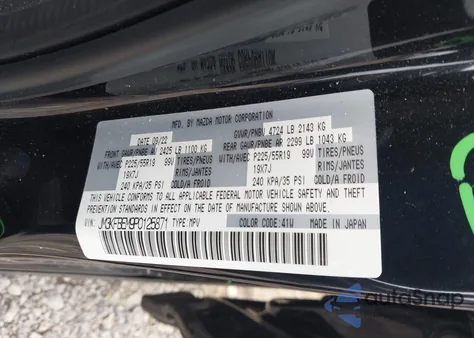 MFD. BY MAZDA MOTOR CORPORATION
DATE 09/22 GVWR/PNBV 4724 LB 2143 KG
FRONT GAWR/PNBE AR 2425 LB 1100 KG REAR GAWR/PNBE AR 2299 LB 1043 KG
WITH/AVEC P225/55R19 99V TIRES/PNEUS WITH/AVEC P225/55R19 99V TIRES/PNEUS
19X7J RIMS/JANTES 19X7J RIMS/JANTES
240 KPA/35 PSI COLD/A FROID 240 KPA/35 PSI COLD/A FROID
THIS VEHICLE CONFORMS TO ALL APPLICABLE FEDERAL MOTOR VEHICLE SAFETY AND
THEFT PREVENTION STANDARDS IN EFFECT ON THE DATE OF MANUFACTURE SHOWN ABOVE.
VIN: TYPE:MPV COLOR CODE:41W
MADE IN JAPAN
autoSnap